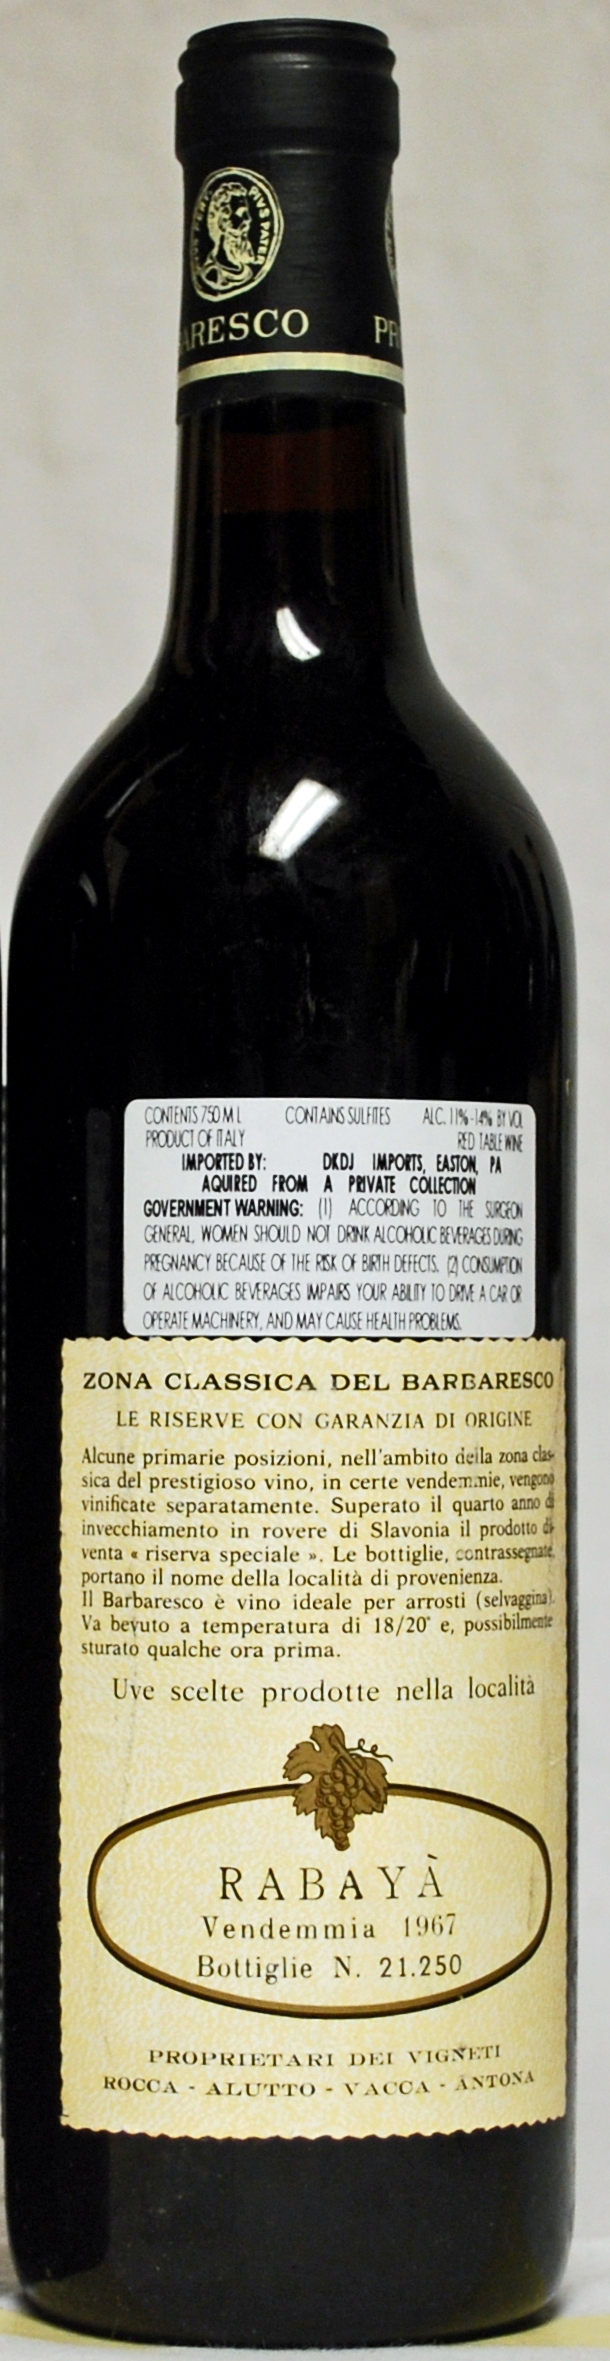 PIVS PATER
ARESCO PR
CONTENTS 750 ML CONTAINS SULFITES ALC. 11%-14% BY VOL
PRODUCT OF ITALY RED TABLE WINE
IMPORTED BY: DKDJ IMPORTS, EASTON, PA
AQUIRED FROM A PRIVATE COLLECTION
GOVERNMENT WARNING: (1) ACCORDING TO THE SURGEON
GENERAL, WOMEN SHOULD NOT DRINK ALCOHOLIC BEVERAGES DURING
PREGNANCY BECAUSE OF THE RISK OF BIRTH DEFECTS. (2) CONSUMPTION
OF ALCOHOLIC BEVERAGES IMPAIRS YOUR ABILITY TO DRIVE A CAR OR
OPERATE MACHINERY, AND MAY CAUSE HEALTH PROBLEMS.
ZONA CLASSICA DEL BARBARESCO
LE RISERVE CON GARANZIA DI ORIGINE
Alcune primarie posizioni, nell'ambito della zona clas-
sica del prestigioso vino, in certe vendemmie, vengono
vinificate separatamente. Superato il quarto anno di
invecchiamento in rovere di Slavonia il prodotto di-
venta « riserva speciale ». Le bottiglie, contrassegnate,
portano il nome della località di provenienza.
Il Barbaresco è vino ideale per arrosti (selvaggina).
Va bevuto a temperatura di 18/20° e, possibilmente
sturato qualche ora prima.
Uve scelte prodotte nella località
RABAYÀ
Vendemmia 1967
Bottiglie N. 21.250
PROPRIETARI DEI VIGNETI
ROCCA - ALUTTO - VACCA - ANTONA